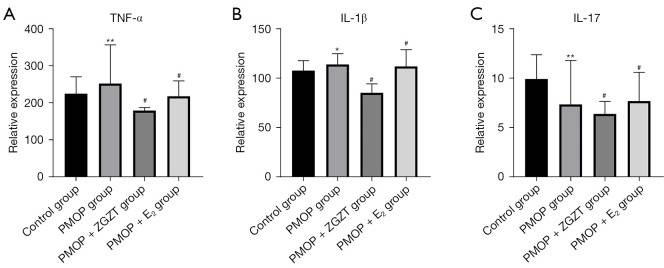 A
TNF-α
Relative expression
400
300
200
100
0
**
#
#
Control group
PMOP group
PMOP + ZGZT group
PMOP + E₂ group
B
IL-1β
Relative expression
150
100
50
0
*
#
#
Control group
PMOP group
PMOP + ZGZT group
PMOP + E₂ group
C
IL-17
Relative expression
15
10
5
0
**
#
#
Control group
PMOP group
PMOP + ZGZT group
PMOP + E₂ group